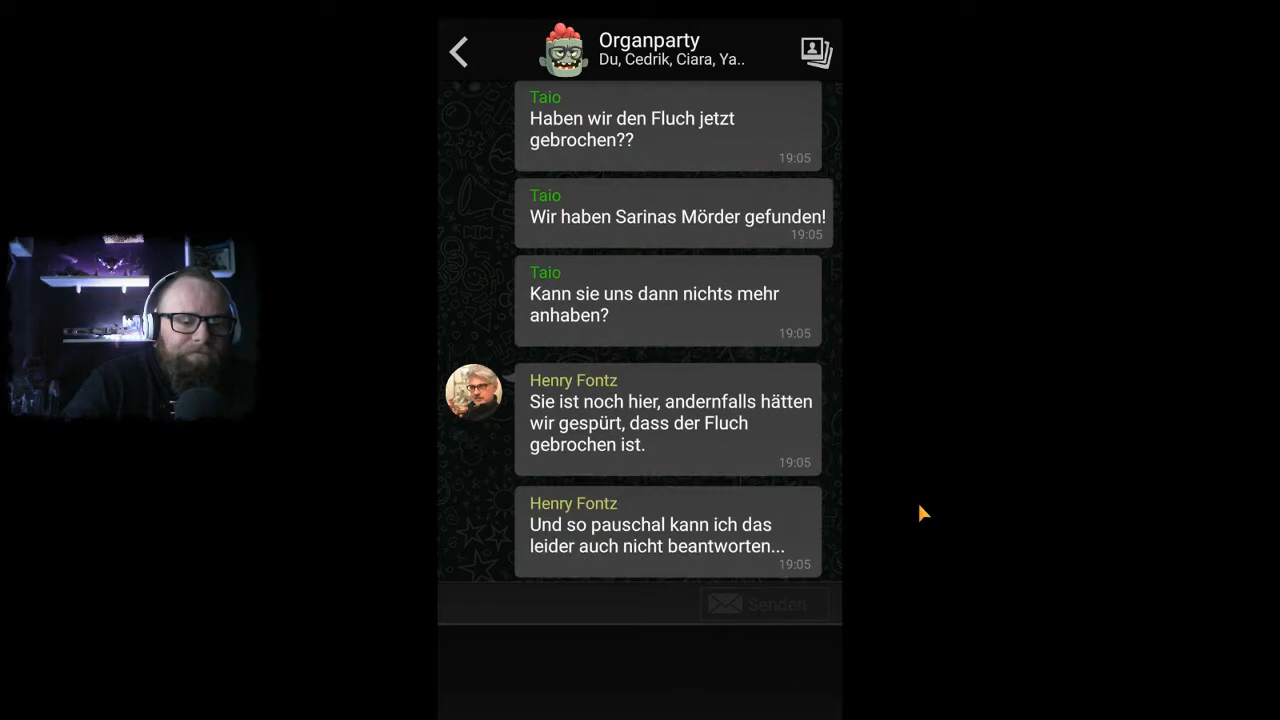 Organparty
Du, Cedrik, Ciara, Ya..
Taio
Haben wir den Fluch jetzt
gebrochen??
19:05
Taio
Wir haben Sarinas Mörder gefunden!
19:05
Taio
Kann sie uns dann nichts mehr
anhaben?
19:05
Henry Fontz
Sie ist noch hier, andernfalls hätten
wir gespürt, dass der Fluch
gebrochen ist.
19:05
Henry Fontz
Und so pauschal kann ich das
leider auch nicht beantworten...
19:05
Senden